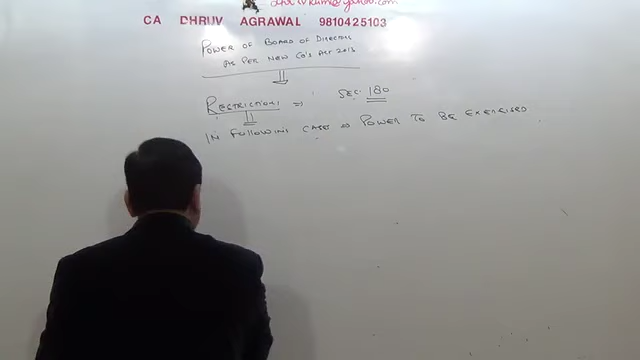 CA DHRUV AGRAWAL 9810425103
POWER OF BOARD OF DIRECTORS
AS PER NEW CO'S ACT 2013
RESTRICTIONS ⇒ SEC. 180
IN FOLLOWING CASE ⇒ POWER TO BE EXERCISED